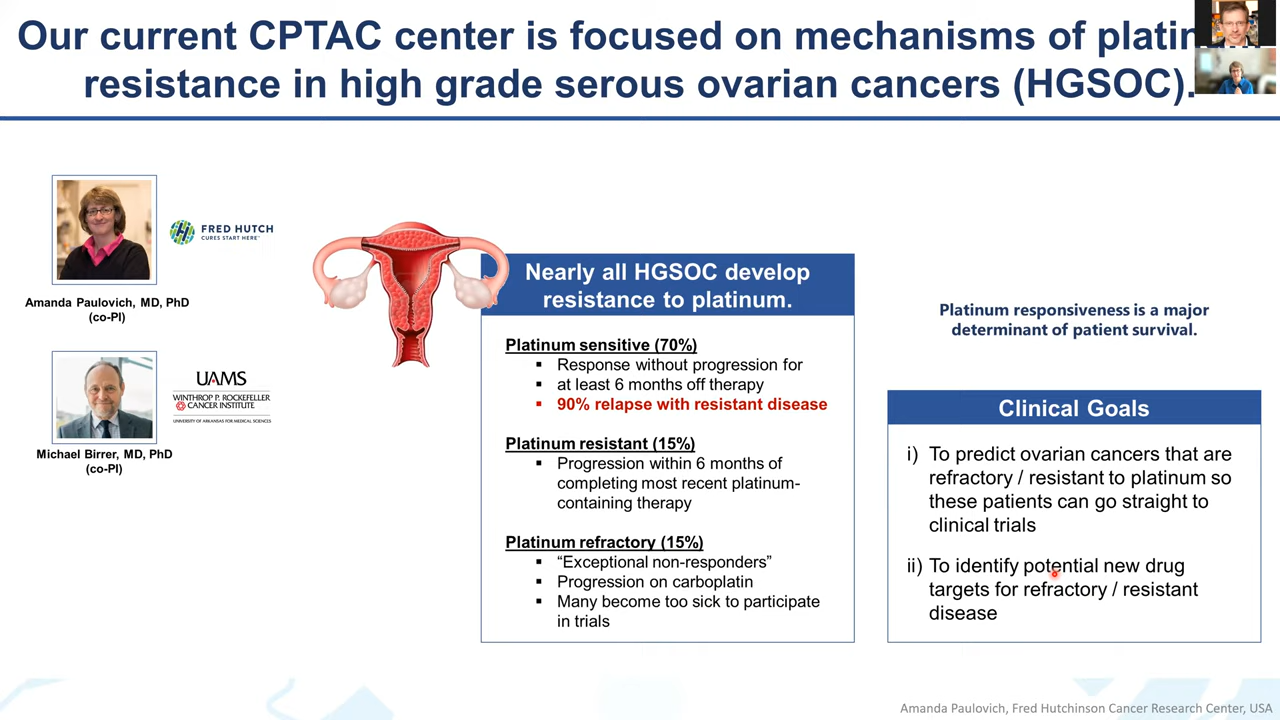 Our current CPTAC center is focused on mechanisms of platin
resistance in high grade serous ovarian cancers (HGSOC).
FRED HUTCH
CURES START HERE™
Amanda Paulovich, MD, PhD
(co-PI)
UAMS
WINTHROP P. ROCKEFELLER
CANCER INSTITUTE
UNIVERSITY OF ARKANSAS FOR MEDICAL SCIENCES
Michael Birrer, MD, PhD
(co-PI)
Nearly all HGSOC develop
resistance to platinum.
Platinum sensitive (70%)
▪ Response without progression for
▪ at least 6 months off therapy
▪ 90% relapse with resistant disease
Platinum resistant (15%)
▪ Progression within 6 months of
completing most recent platinum-
containing therapy
Platinum refractory (15%)
▪ “Exceptional non-responders”
▪ Progression on carboplatin
▪ Many become too sick to participate
in trials
Platinum responsiveness is a major
determinant of patient survival.
Clinical Goals
i) To predict ovarian cancers that are
refractory / resistant to platinum so
these patients can go straight to
clinical trials
ii) To identify potential new drug
targets for refractory / resistant
disease
Amanda Paulovich, Fred Hutchinson Cancer Research Center, USA